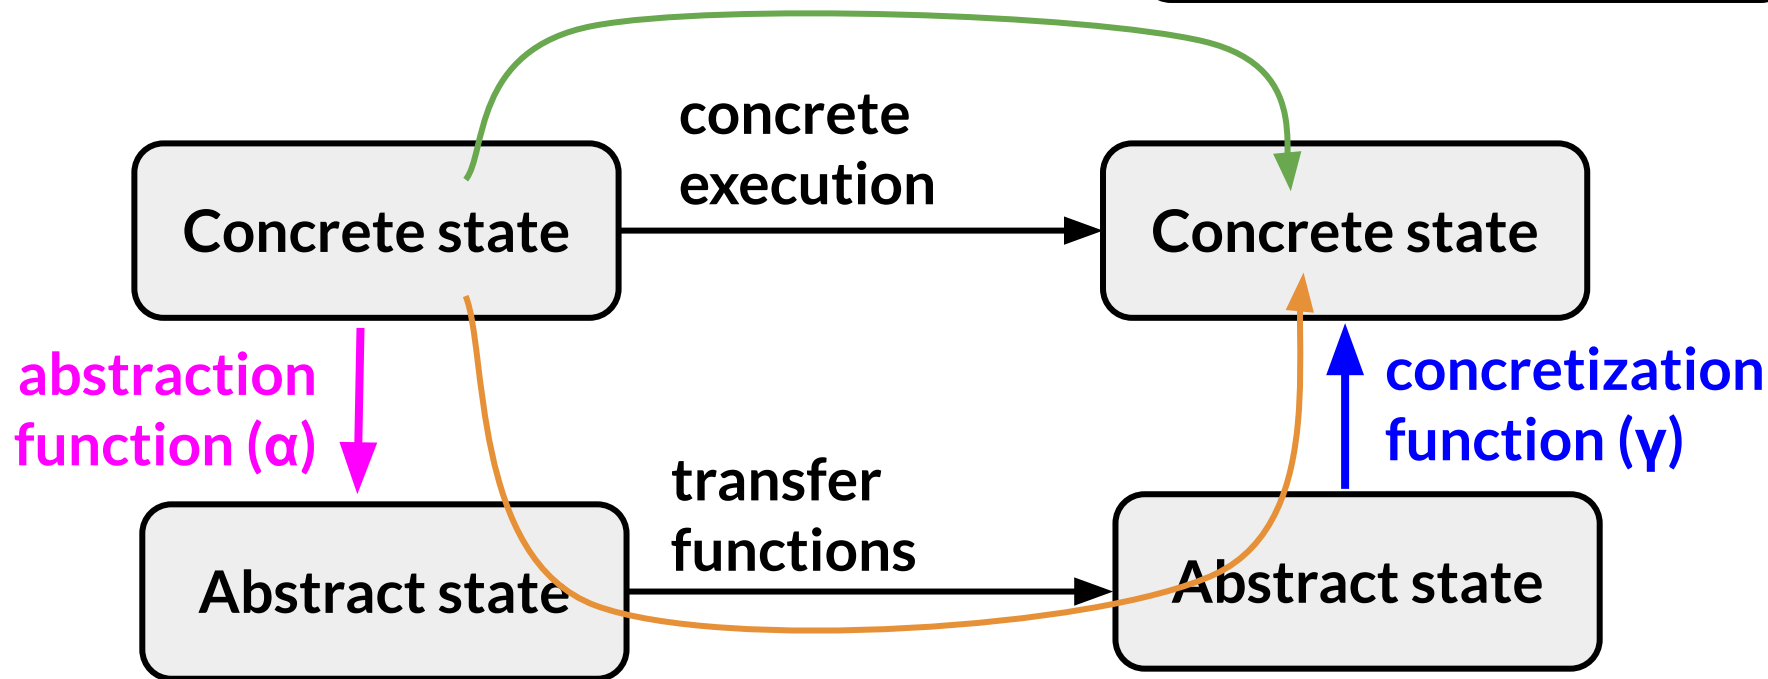 concrete
execution
Concrete state
Concrete state
abstraction
function (α)
concretization
function (γ)
transfer
functions
Abstract state
Abstract state